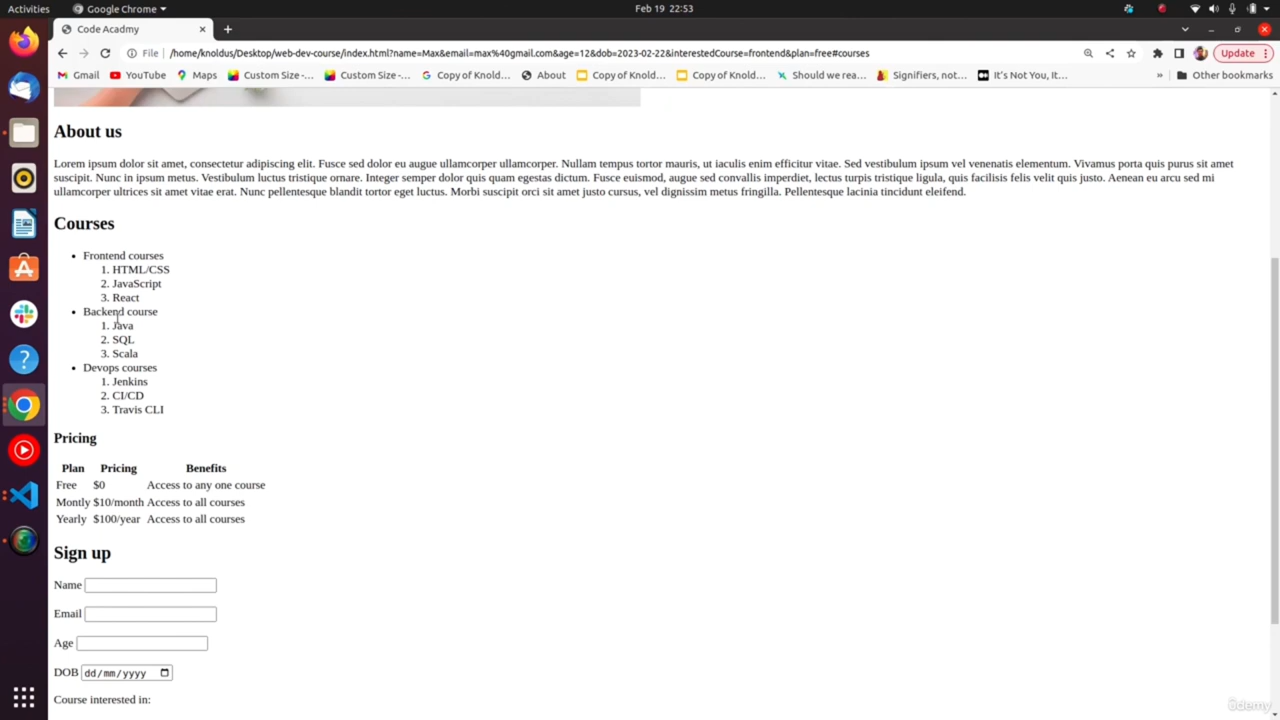 Activities
Google Chrome
Feb 19 22:53
Code Acadmy
File
/home/knoldus/Desktop/web-dev-course/index.html?name=Max&email=max%40gmail.com&age=12&dob=2023-02-22&interestedCourse=frontend&plan=free#courses
Update
Gmail
YouTube
Maps
Custom Size -...
Custom Size -...
Copy of Knol...
About
Copy of Knold...
Copy of Knold...
Should we rea...
Signifiers, not...
It's Not You, It...
»
Other bookmarks
About us
Lorem ipsum dolor sit amet, consectetur adipiscing elit. Fusce sed dolor eu augue ullamcorper ullamcorper. Nullam tempus tortor mauris, ut iaculis enim efficitur vitae. Sed vestibulum ipsum vel venenatis elementum. Vivamus porta quis purus sit amet
suscipit. Nunc in ipsum metus. Vestibulum luctus tristique ornare. Integer semper dolor quis quam egestas dictum. Fusce euismod, augue sed convallis imperdiet, lectus turpis tristique ligula, quis facilisis felis velit quis justo. Aenean eu arcu sed mi
ullamcorper ultrices sit amet vitae erat. Nunc pellentesque blandit tortor eget luctus. Morbi suscipit orci sit amet justo cursus, vel dignissim metus fringilla. Pellentesque lacinia tincidunt eleifend.
Courses
• Frontend courses
1. HTML/CSS
2. JavaScript
3. React
• Backend course
1. Java
2. SQL
3. Scala
• Devops courses
1. Jenkins
2. CI/CD
3. Travis CLI
Pricing
Plan Pricing Benefits
Free $0 Access to any one course
Montly $10/month Access to all courses
Yearly $100/year Access to all courses
Sign up
Name
Email
Age
DOB dd/mm/yyyy
Course interested in:
ûdemy